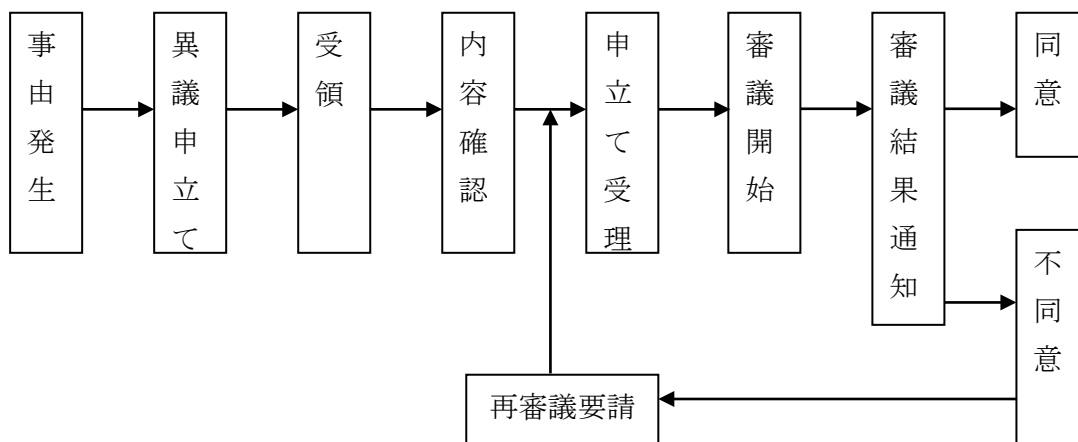 事由発生
異議申立て
受領
内容確認
申立て受理
審議開始
審議結果通知
同意
不同意
再審議要請